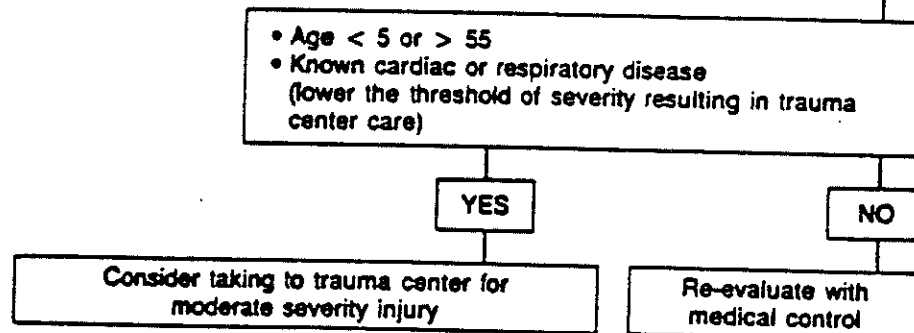 • Age < 5 or > 55
• Known cardiac or respiratory disease
(lower the threshold of severity resulting in trauma
center care)
YES
NO
Consider taking to trauma center for
moderate severity injury
Re-evaluate with
medical control